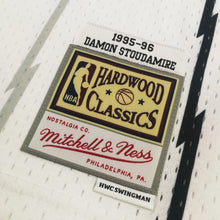 1995-96
DAMON STOUDAMIRE
HARDWOOD
NBA
CLASSICS
NOSTALGIA CO.
Mitchell & Ness
PHILADELPHIA, PA.
HWC SWINGMAN